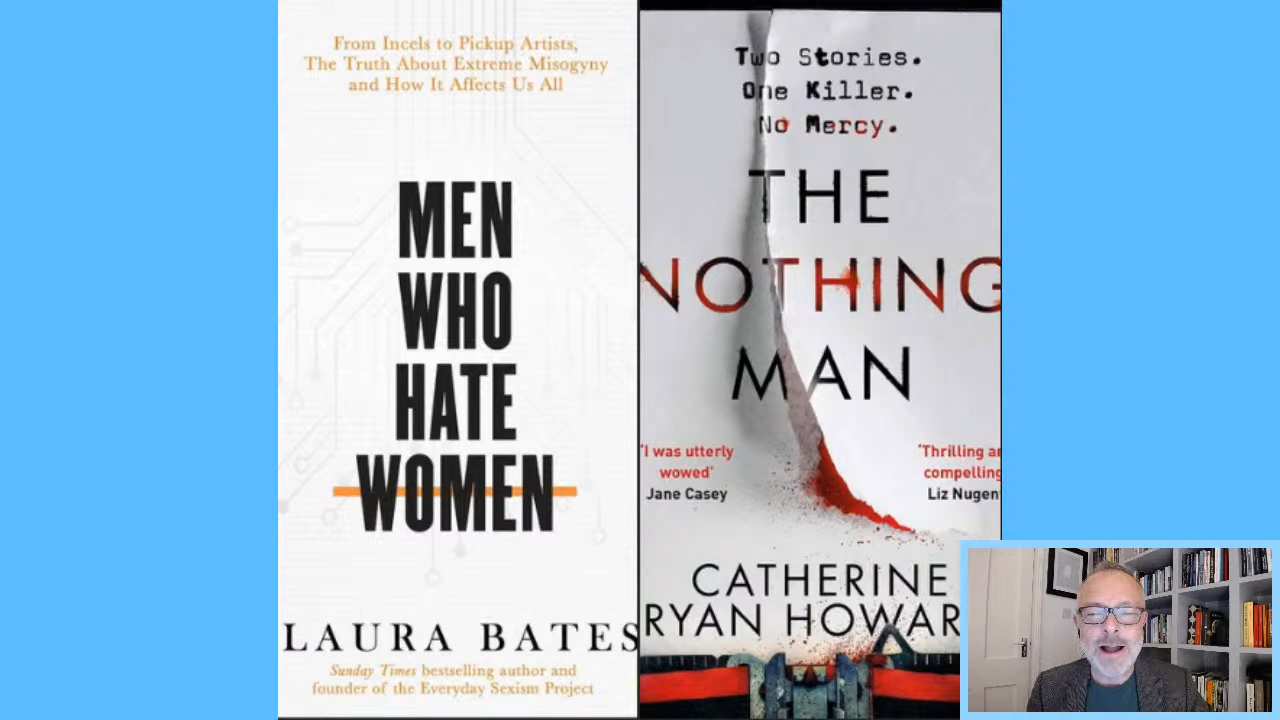 From Incels to Pickup Artists,
The Truth About Extreme Misogyny
and How It Affects Us All
MEN
WHO
HATE
WOMEN
LAURA BATES
Sunday Times bestselling author and
founder of the Everyday Sexism Project
Two Stories.
One Killer.
No Mercy.
THE
NOTHING
MAN
'I was utterly
wowed'
Jane Casey
'Thrilling an
compelling
Liz Nugen
CATHERINE
RYAN HOWAR